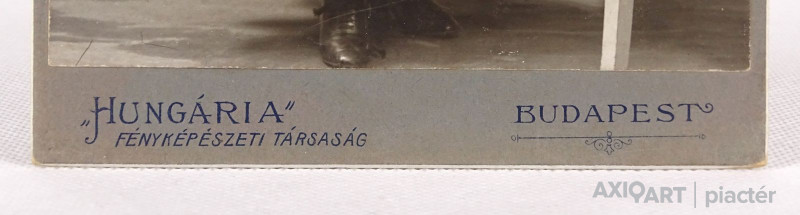 „HUNGÁRIA”
FÉNYKÉPÉSZETI TÁRSASÁG
BUDAPEST
AXIOART | piactér